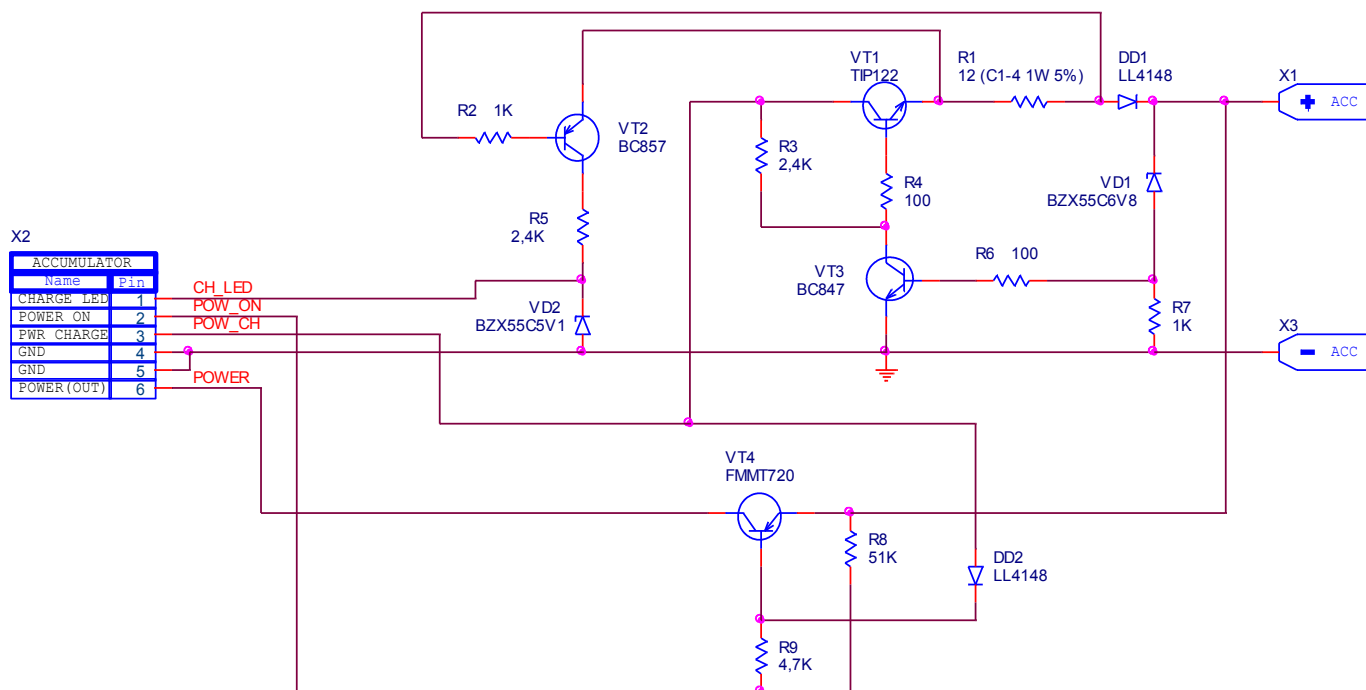 VT1
TIP122
R1
12 (C1-4 1W 5%)
DD1
LL4148
X1
+ ACC
R2 1K
VT2
BC857
R3
2,4K
R4
100
VD1
BZX55C6V8
R5
2,4K
X2
ACCUMULATOR
Name Pin
CHARGE LED 1
POWER ON 2
PWR CHARGE 3
GND 4
GND 5
POWER(OUT) 6
CH_LED
POW_ON
POW_CH
POWER
VD2
BZX55C5V1
VT3
BC847
R6 100
R7
1K
X3
- ACC
VT4
FMMT720
R8
51K
DD2
LL4148
R9
4,7K